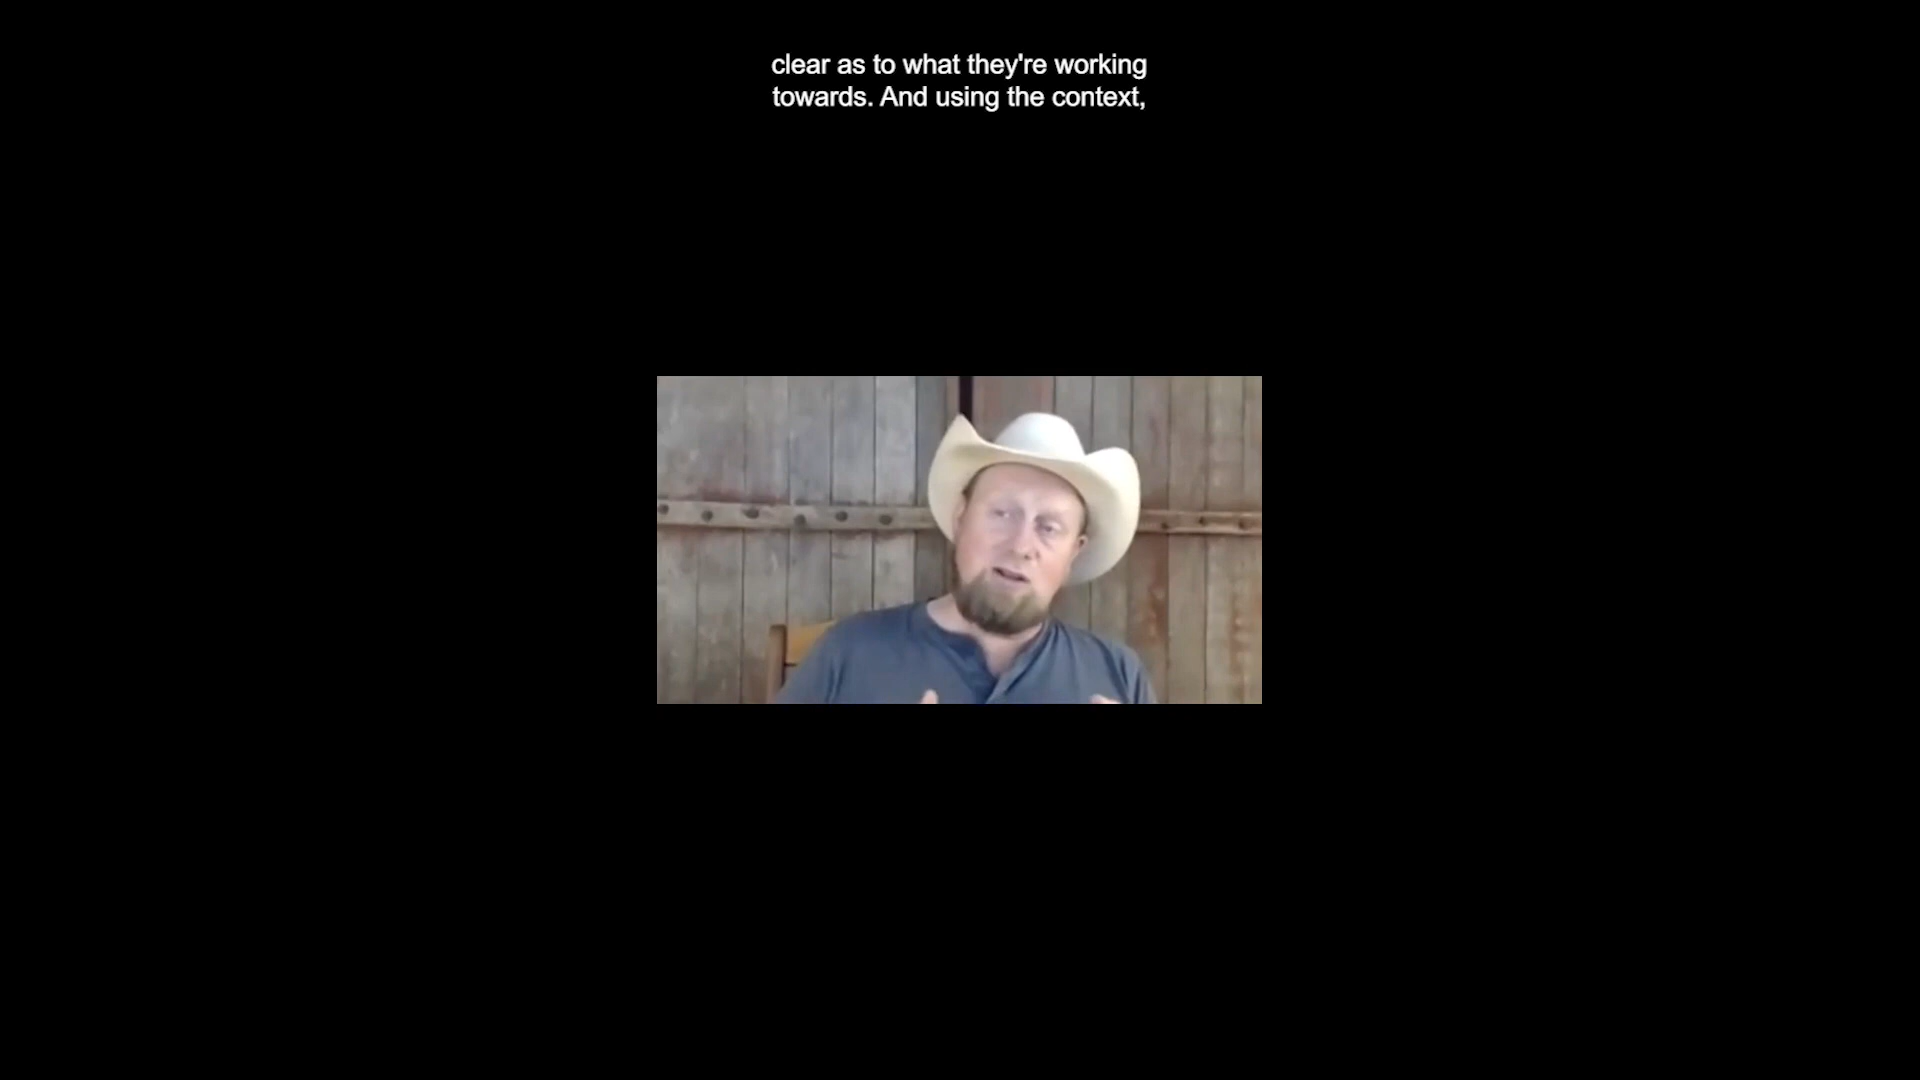 clear as to what they're working
towards. And using the context,